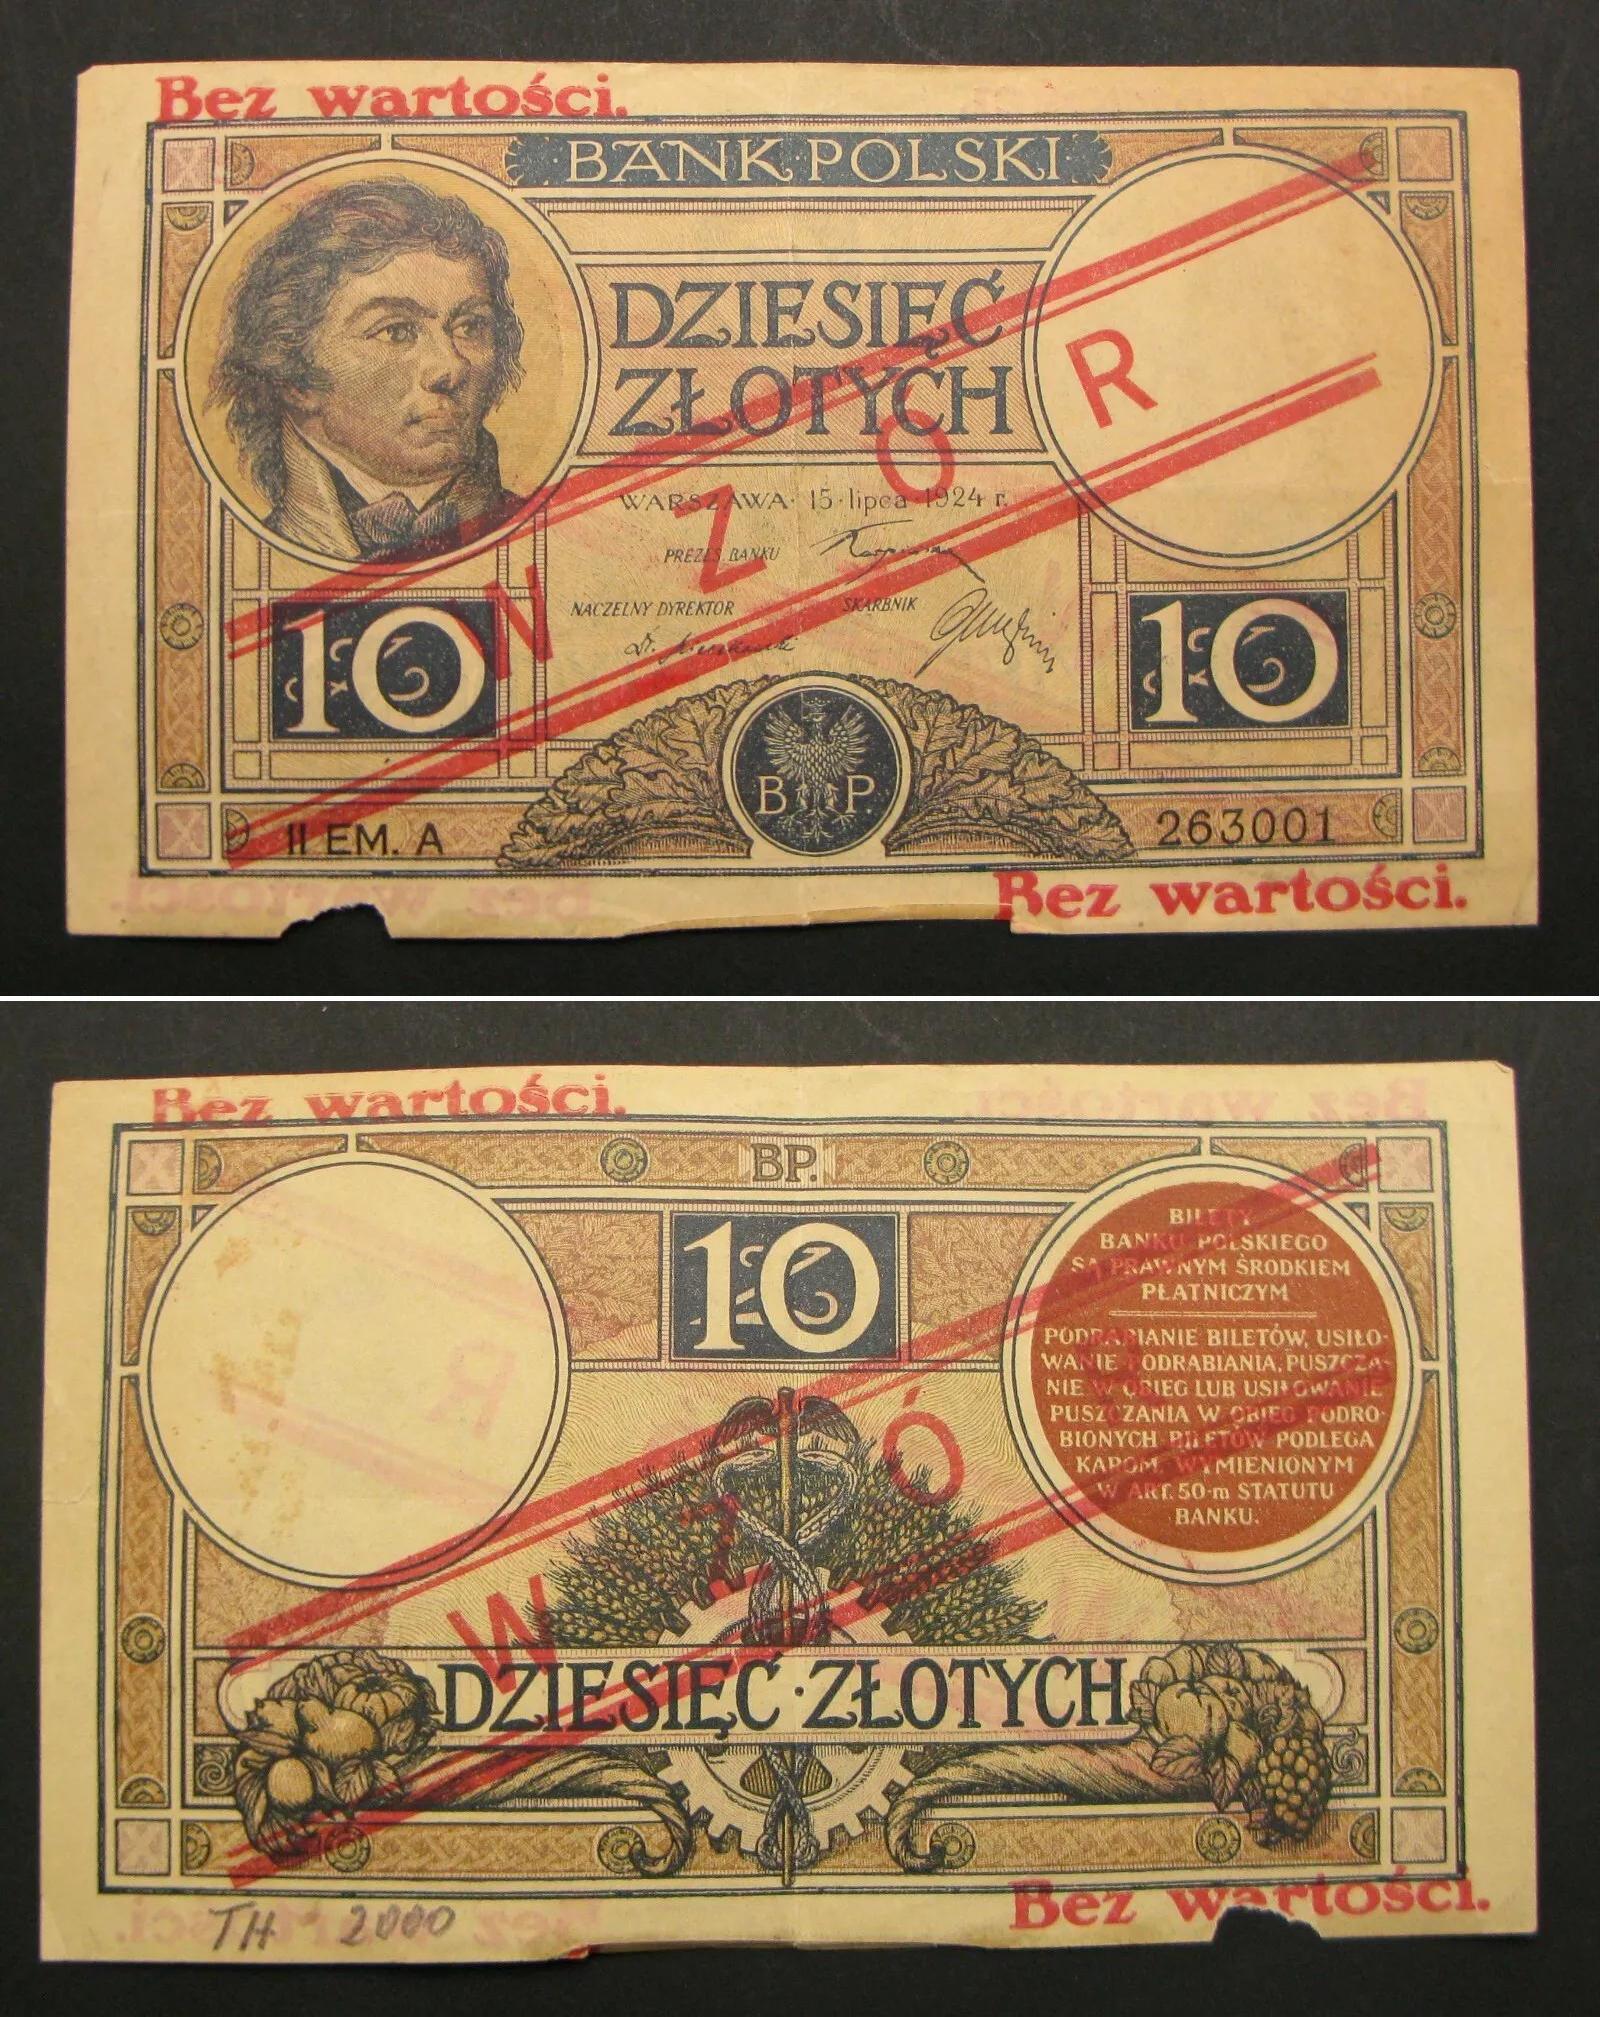 Bez wartości.
BANK·POLSKI
DZIESIĘĆ
ZŁOTYCH
WZÓR
WARSZAWA· 15·lipca 1924 r.
PREZES BANKU
NACZELNY DYREKTOR SKARBNIK
10 10
B P
II EM. A 263001
Bez wartości.
Bez wartości.
BP.
10
BILETY
BANKU POLSKIEGO
SĄ PRAWNYM ŚRODKIEM
PŁATNICZYM
PODRABIANIE BILETÓW, USIŁO-
WANIE PODRABIANIA, PUSZCZA-
NIE W OBIEG LUB USIŁOWANIE
PUSZCZANIA W OBIEG PODRO-
BIONYCH BILETÓW PODLEGA
KAROM, WYMIENIONYM
W ART. 50-m STATUTU
BANKU.
WZÓR
DZIESIĘĆ·ZŁOTYCH
Bez wartości.
TH 2000